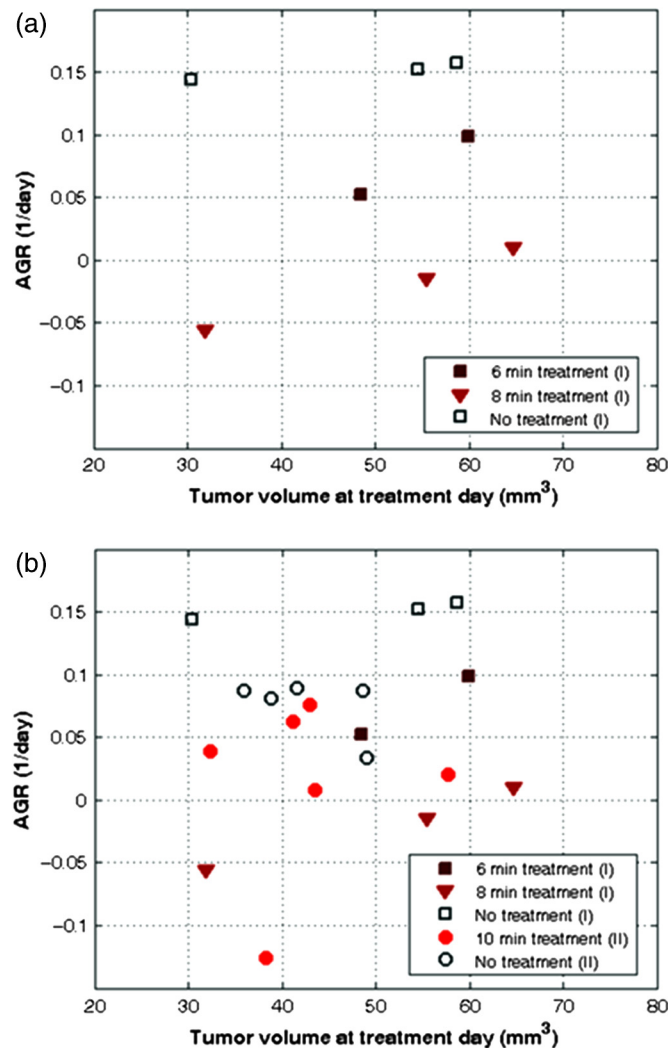 (a)
0.15
0.1
0.05
0
−0.05
−0.1
AGR (1/day)
6 min treatment (I)
8 min treatment (I)
No treatment (I)
20 30 40 50 60 70 80
Tumor volume at treatment day (mm³)
(b)
0.15
0.1
0.05
0
−0.05
−0.1
AGR (1/day)
6 min treatment (I)
8 min treatment (I)
No treatment (I)
10 min treatment (II)
No treatment (II)
20 30 40 50 60 70 80
Tumor volume at treatment day (mm³)